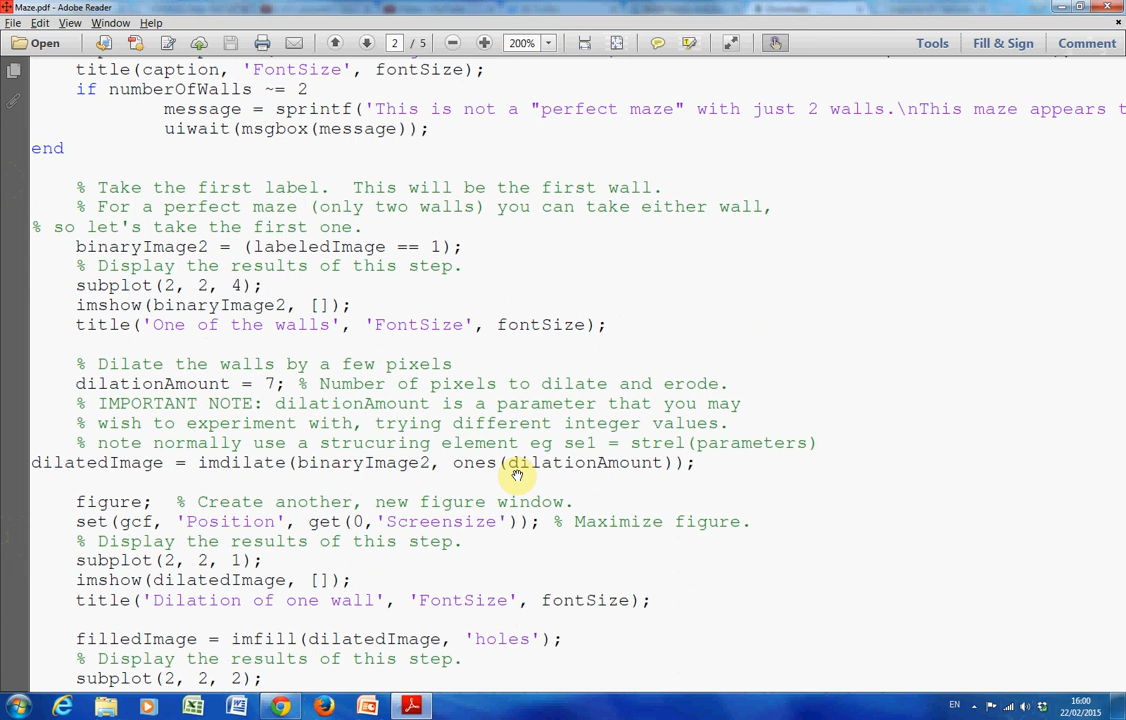 Maze.pdf - Adobe Reader
File Edit View Window Help
Open 2 / 5 200% Tools Fill & Sign Comment
title(caption, 'FontSize', fontSize);
if numberOfWalls ~= 2
message = sprintf('This is not a "perfect maze" with just 2 walls.\nThis maze appears t
uiwait(msgbox(message));
end
% Take the first label.  This will be the first wall.
% For a perfect maze (only two walls) you can take either wall,
% so let's take the first one.
binaryImage2 = (labeledImage == 1);
% Display the results of this step.
subplot(2, 2, 4);
imshow(binaryImage2, []);
title('One of the walls', 'FontSize', fontSize);
% Dilate the walls by a few pixels
dilationAmount = 7; % Number of pixels to dilate and erode.
% IMPORTANT NOTE: dilationAmount is a parameter that you may
% wish to experiment with, trying different integer values.
% note normally use a strucuring element eg se1 = strel(parameters)
dilatedImage = imdilate(binaryImage2, ones(dilationAmount));
figure;  % Create another, new figure window.
set(gcf, 'Position', get(0,'Screensize')); % Maximize figure.
% Display the results of this step.
subplot(2, 2, 1);
imshow(dilatedImage, []);
title('Dilation of one wall', 'FontSize', fontSize);
filledImage = imfill(dilatedImage, 'holes');
% Display the results of this step.
subplot(2, 2, 2);
EN 16:00
22/02/2015